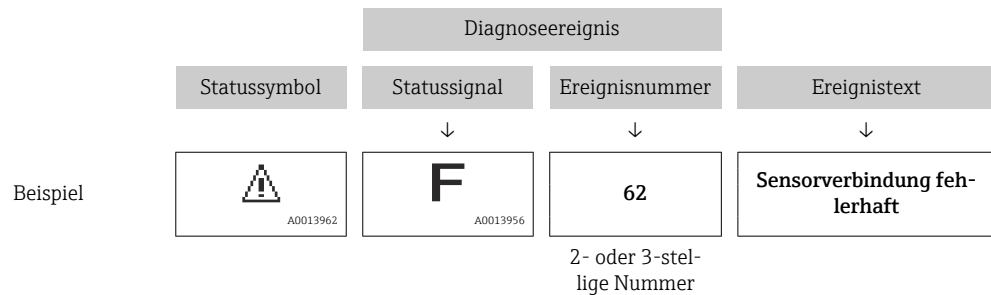 Diagnoseereignis
Statussymbol
Statussignal
Ereignisnummer
Ereignistext
↓
↓
↓
Beispiel
A0013962
F
A0013956
62
Sensorverbindung feh-
lerhaft
2- oder 3-stel-
lige Nummer